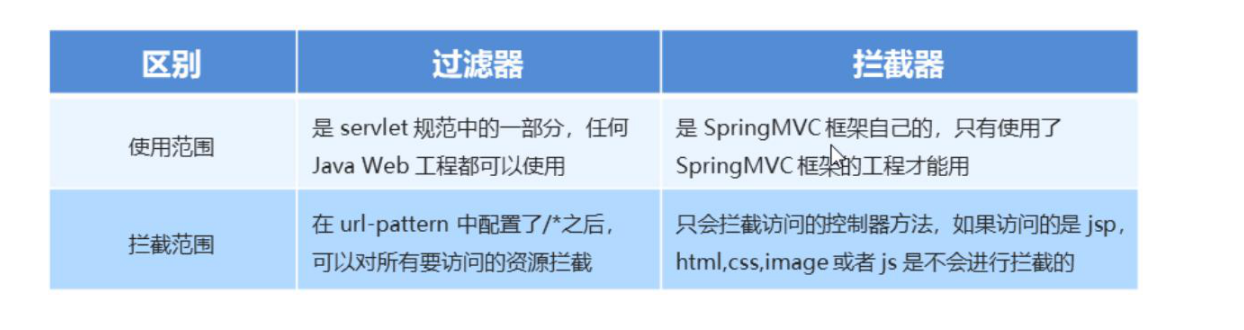 区别 过滤器 拦截器
使用范围
是 servlet 规范中的一部分，任何
Java Web 工程都可以使用
是 SpringMVC 框架自己的，只有使用了
SpringMVC 框架的工程才能用
拦截范围
在 url-pattern 中配置了/*之后，
可以对所有要访问的资源拦截
只会拦截访问的控制器方法，如果访问的是 jsp，
html,css,image 或者 js 是不会进行拦截的